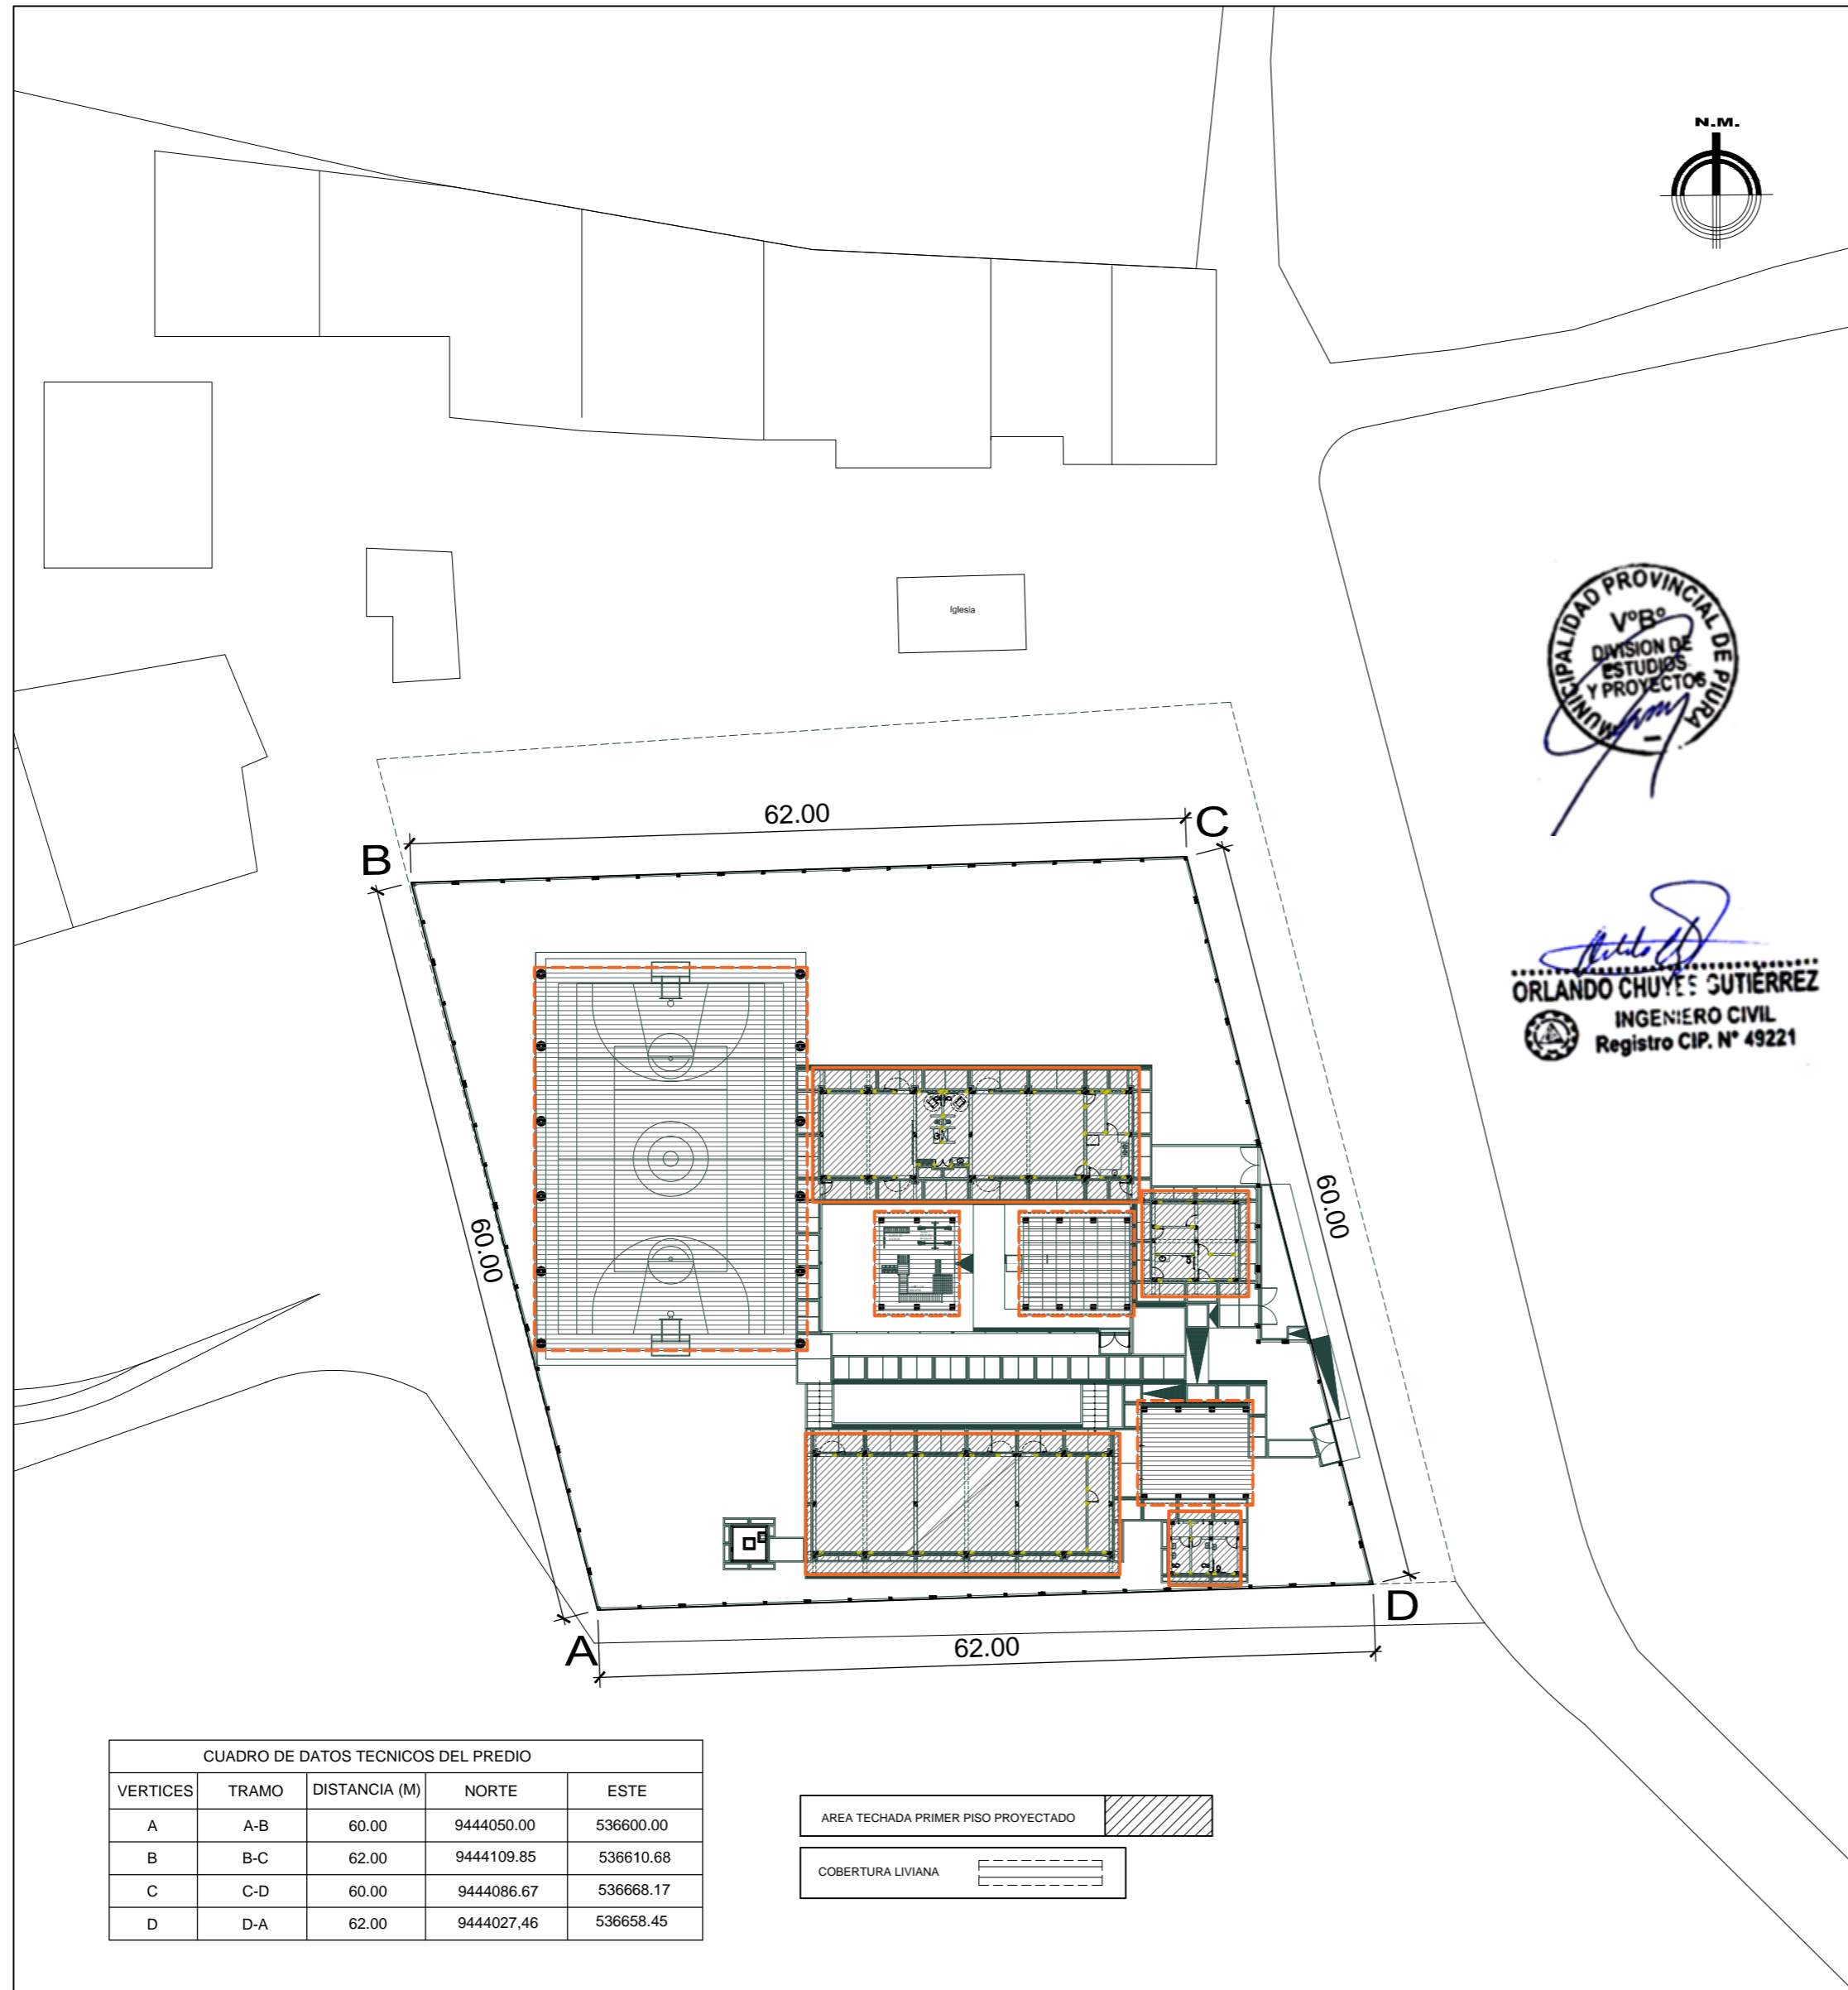 N.M.
Iglesia
MUNICIPALIDAD PROVINCIAL DE PIURA
VºBº
DIVISION DE
ESTUDIOS
Y PROYECTOS
62.00
B
C
60.00
60.00
ORLANDO CHUYES GUTIÉRREZ
INGENIERO CIVIL
Registro CIP. N° 49221
A
D
62.00
CUADRO DE DATOS TECNICOS DEL PREDIO
VERTICES TRAMO DISTANCIA (M) NORTE ESTE
A A-B 60.00 9444050.00 536600.00
B B-C 62.00 9444109.85 536610.68
C C-D 60.00 9444086.67 536668.17
D D-A 62.00 9444027,46 536658.45
AREA TECHADA PRIMER PISO PROYECTADO
COBERTURA LIVIANA